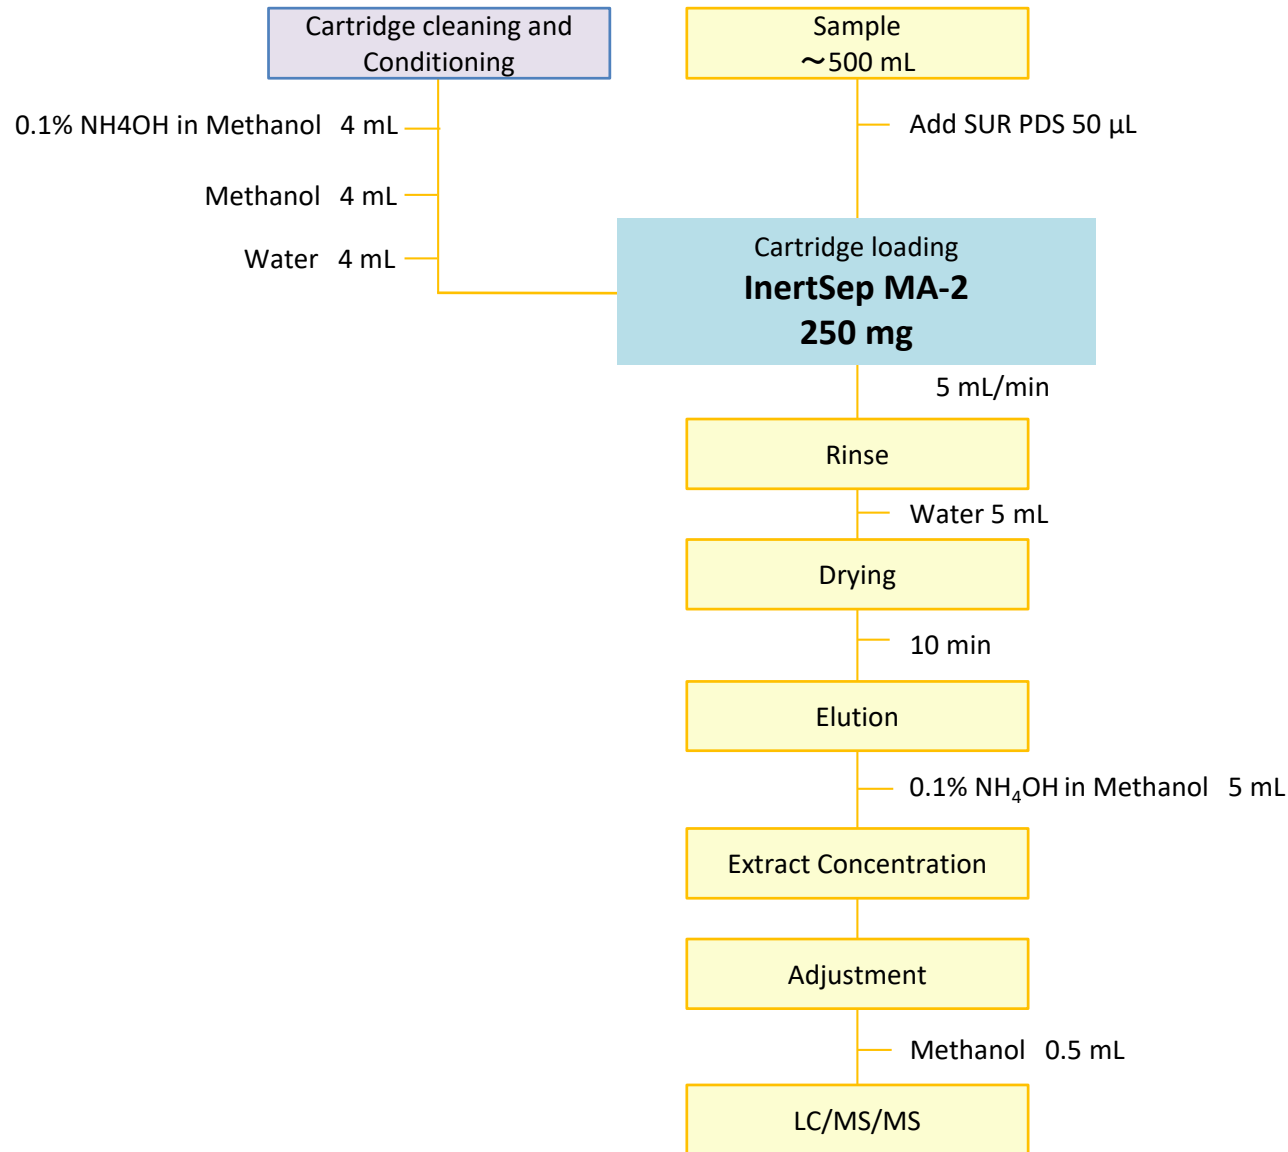 Cartridge cleaning and
Conditioning
0.1% NH4OH in Methanol 4 mL
Methanol 4 mL
Water 4 mL
Sample
～500 mL
Add SUR PDS 50 µL
Cartridge loading
InertSep MA-2
250 mg
5 mL/min
Rinse
Water 5 mL
Drying
10 min
Elution
0.1% NH₄OH in Methanol 5 mL
Extract Concentration
Adjustment
Methanol 0.5 mL
LC/MS/MS